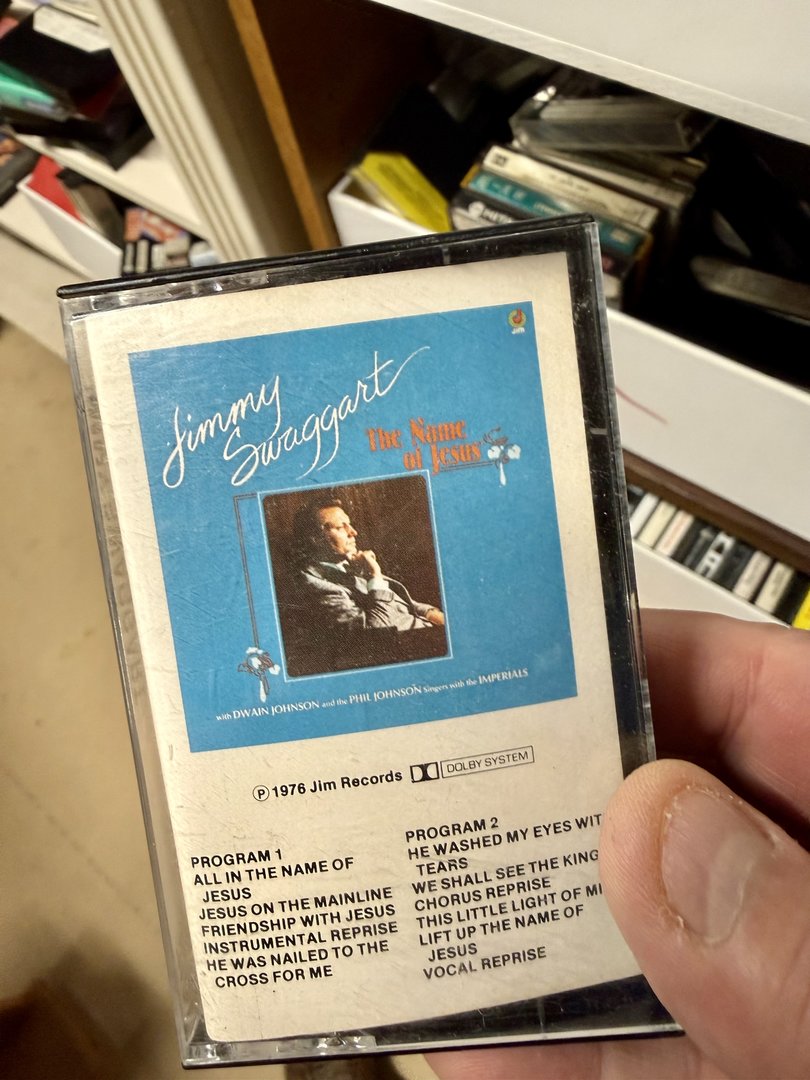 Jim
Jimmy
Swaggart
The Name
of Jesus
with DWAIN JOHNSON and the PHIL JOHNSON Singers with the IMPERIALS
Ⓟ 1976 Jim Records DOLBY SYSTEM
PROGRAM 1
ALL IN THE NAME OF
JESUS
JESUS ON THE MAINLINE
FRIENDSHIP WITH JESUS
INSTRUMENTAL REPRISE
HE WAS NAILED TO THE
CROSS FOR ME
PROGRAM 2
HE WASHED MY EYES WIT
TEARS
WE SHALL SEE THE KING
CHORUS REPRISE
THIS LITTLE LIGHT OF MI
LIFT UP THE NAME OF
JESUS
VOCAL REPRISE